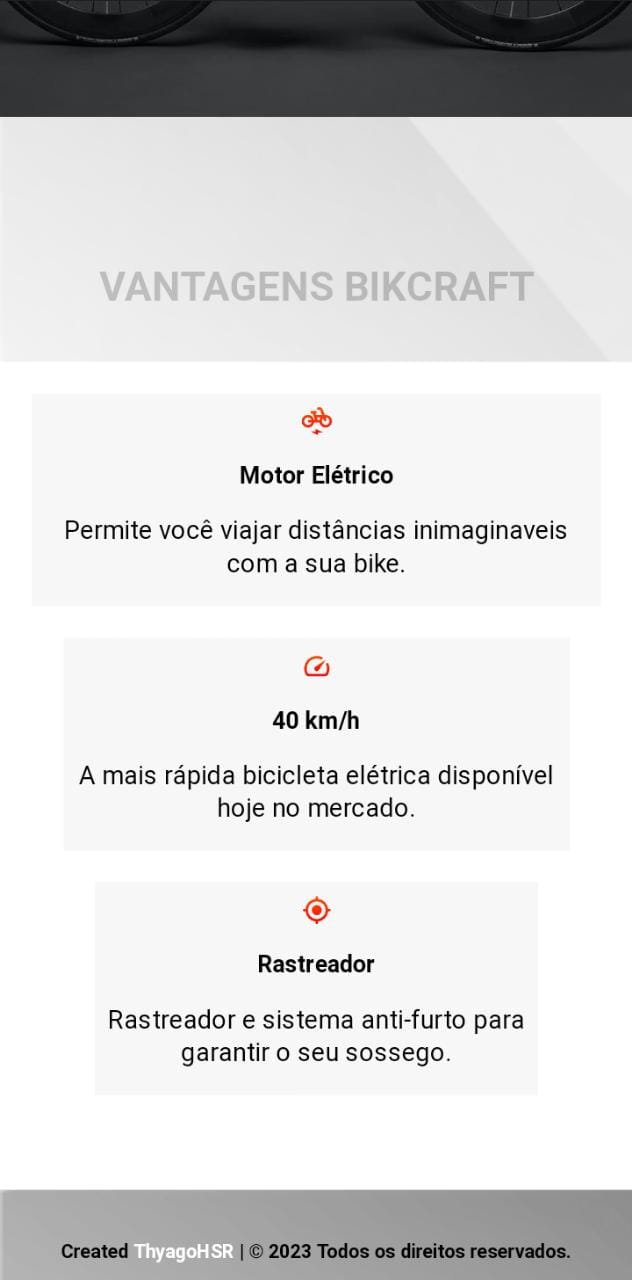 VANTAGENS BIKCRAFT
Motor Elétrico
Permite você viajar distâncias inimaginaveis
com a sua bike.
40 km/h
A mais rápida bicicleta elétrica disponível
hoje no mercado.
Rastreador
Rastreador e sistema anti-furto para
garantir o seu sossego.
Created ThyagoHSR | © 2023 Todos os direitos reservados.